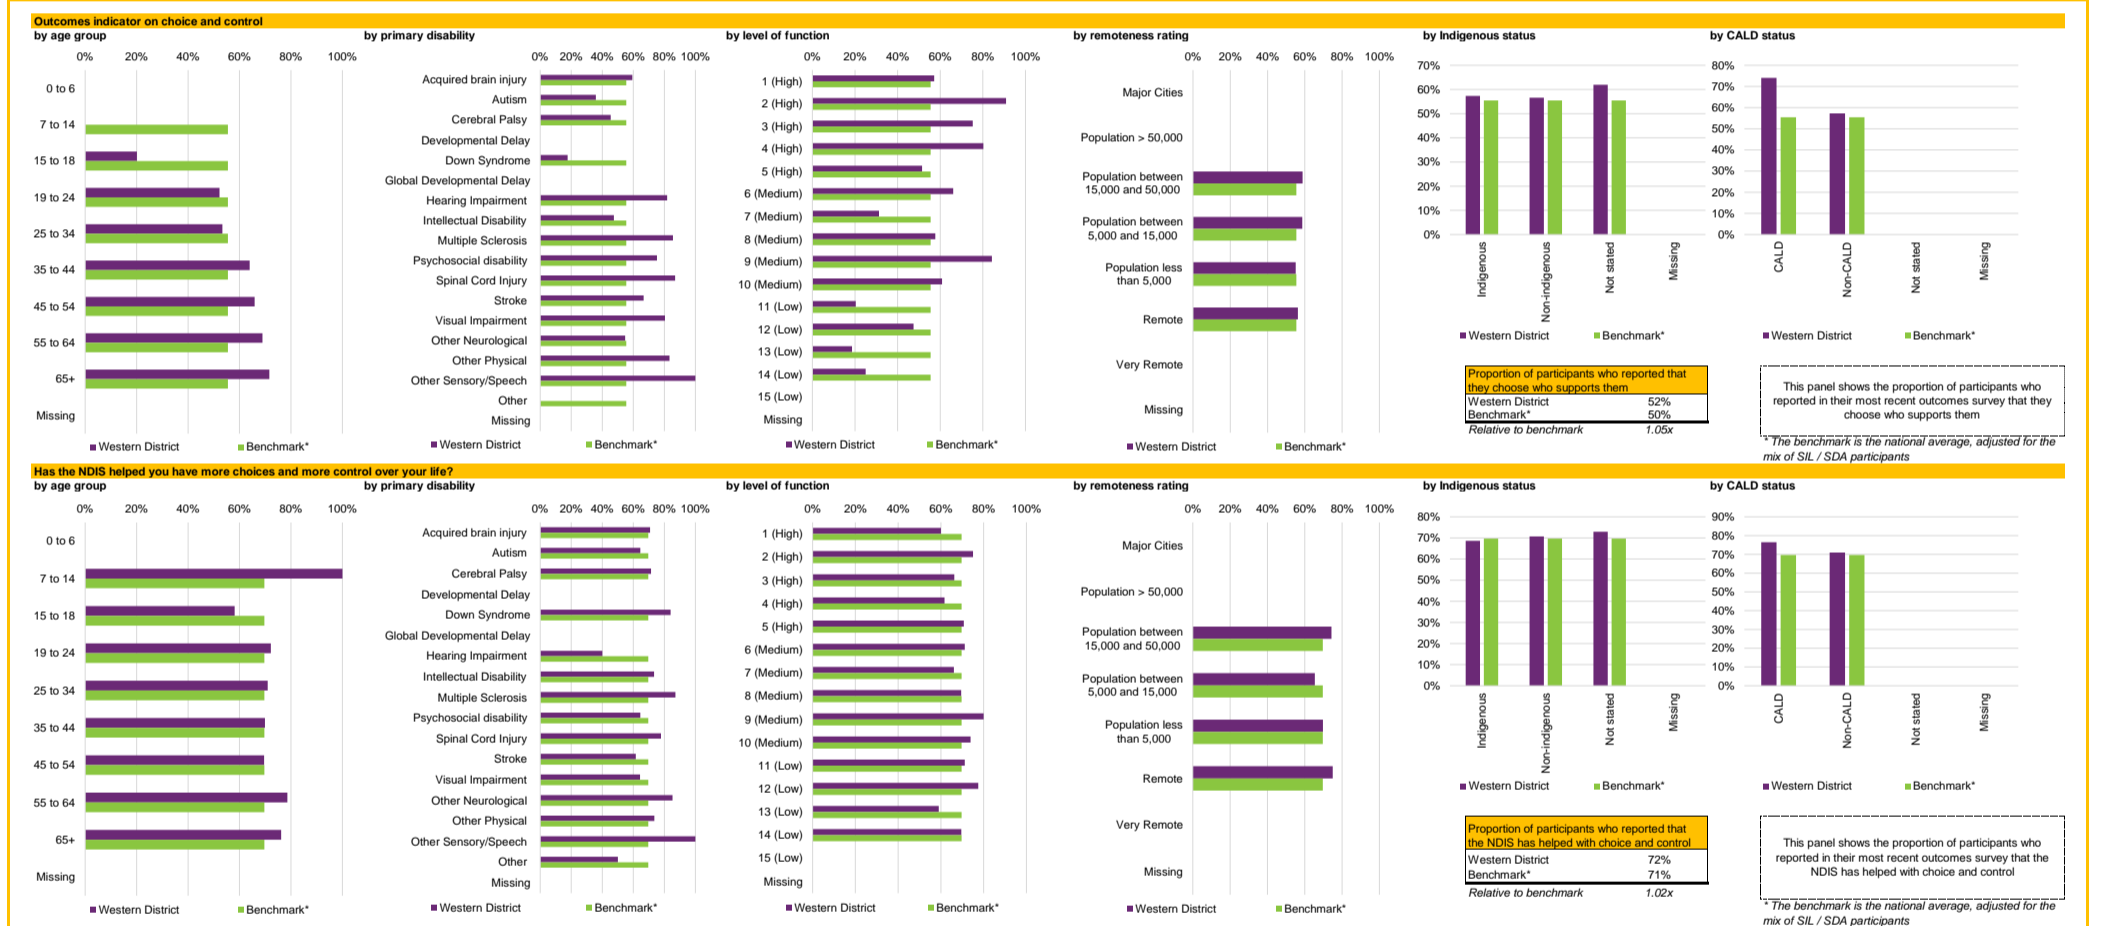 Outcomes indicator on choice and control
by age group
0% 20% 40% 60% 80% 100%
0 to 6
7 to 14
15 to 18
19 to 24
25 to 34
35 to 44
45 to 54
55 to 64
65+
Missing
Western District Benchmark*
by primary disability
0% 20% 40% 60% 80% 100%
Acquired brain injury
Autism
Cerebral Palsy
Developmental Delay
Down Syndrome
Global Developmental Delay
Hearing Impairment
Intellectual Disability
Multiple Sclerosis
Psychosocial disability
Spinal Cord Injury
Stroke
Visual Impairment
Other Neurological
Other Physical
Other Sensory/Speech
Other
Missing
Western District Benchmark*
by level of function
0% 20% 40% 60% 80% 100%
1 (High)
2 (High)
3 (High)
4 (High)
5 (High)
6 (Medium)
7 (Medium)
8 (Medium)
9 (Medium)
10 (Medium)
11 (Low)
12 (Low)
13 (Low)
14 (Low)
15 (Low)
Missing
Western District Benchmark*
by remoteness rating
0% 20% 40% 60% 80% 100%
Major Cities
Population > 50,000
Population between
15,000 and 50,000
Population between
5,000 and 15,000
Population less
than 5,000
Remote
Very Remote
Missing
Western District Benchmark*
by Indigenous status
70%
60%
50%
40%
30%
20%
10%
0%
Indigenous
Non-indigenous
Not stated
Missing
Western District Benchmark*
by CALD status
80%
70%
60%
50%
40%
30%
20%
10%
0%
CALD
Non-CALD
Not stated
Missing
Western District Benchmark*
Proportion of participants who reported that
they choose who supports them
Western District 52%
Benchmark* 50%
Relative to benchmark 1.05x
This panel shows the proportion of participants who
reported in their most recent outcomes survey that they
choose who supports them
* The benchmark is the national average, adjusted for the
mix of SIL / SDA participants
Has the NDIS helped you have more choices and more control over your life?
by age group
0% 20% 40% 60% 80% 100%
0 to 6
7 to 14
15 to 18
19 to 24
25 to 34
35 to 44
45 to 54
55 to 64
65+
Missing
Western District Benchmark*
by primary disability
0% 20% 40% 60% 80% 100%
Acquired brain injury
Autism
Cerebral Palsy
Developmental Delay
Down Syndrome
Global Developmental Delay
Hearing Impairment
Intellectual Disability
Multiple Sclerosis
Psychosocial disability
Spinal Cord Injury
Stroke
Visual Impairment
Other Neurological
Other Physical
Other Sensory/Speech
Other
Missing
Western District Benchmark*
by level of function
0% 20% 40% 60% 80% 100%
1 (High)
2 (High)
3 (High)
4 (High)
5 (High)
6 (Medium)
7 (Medium)
8 (Medium)
9 (Medium)
10 (Medium)
11 (Low)
12 (Low)
13 (Low)
14 (Low)
15 (Low)
Missing
Western District Benchmark*
by remoteness rating
0% 20% 40% 60% 80% 100%
Major Cities
Population > 50,000
Population between
15,000 and 50,000
Population between
5,000 and 15,000
Population less
than 5,000
Remote
Very Remote
Missing
Western District Benchmark*
by Indigenous status
80%
70%
60%
50%
40%
30%
20%
10%
0%
Indigenous
Non-indigenous
Not stated
Missing
Western District Benchmark*
by CALD status
90%
80%
70%
60%
50%
40%
30%
20%
10%
0%
CALD
Non-CALD
Not stated
Missing
Western District Benchmark*
Proportion of participants who reported that
the NDIS has helped with choice and control
Western District 72%
Benchmark* 71%
Relative to benchmark 1.02x
This panel shows the proportion of participants who
reported in their most recent outcomes survey that the
NDIS has helped with choice and control
* The benchmark is the national average, adjusted for the
mix of SIL / SDA participants